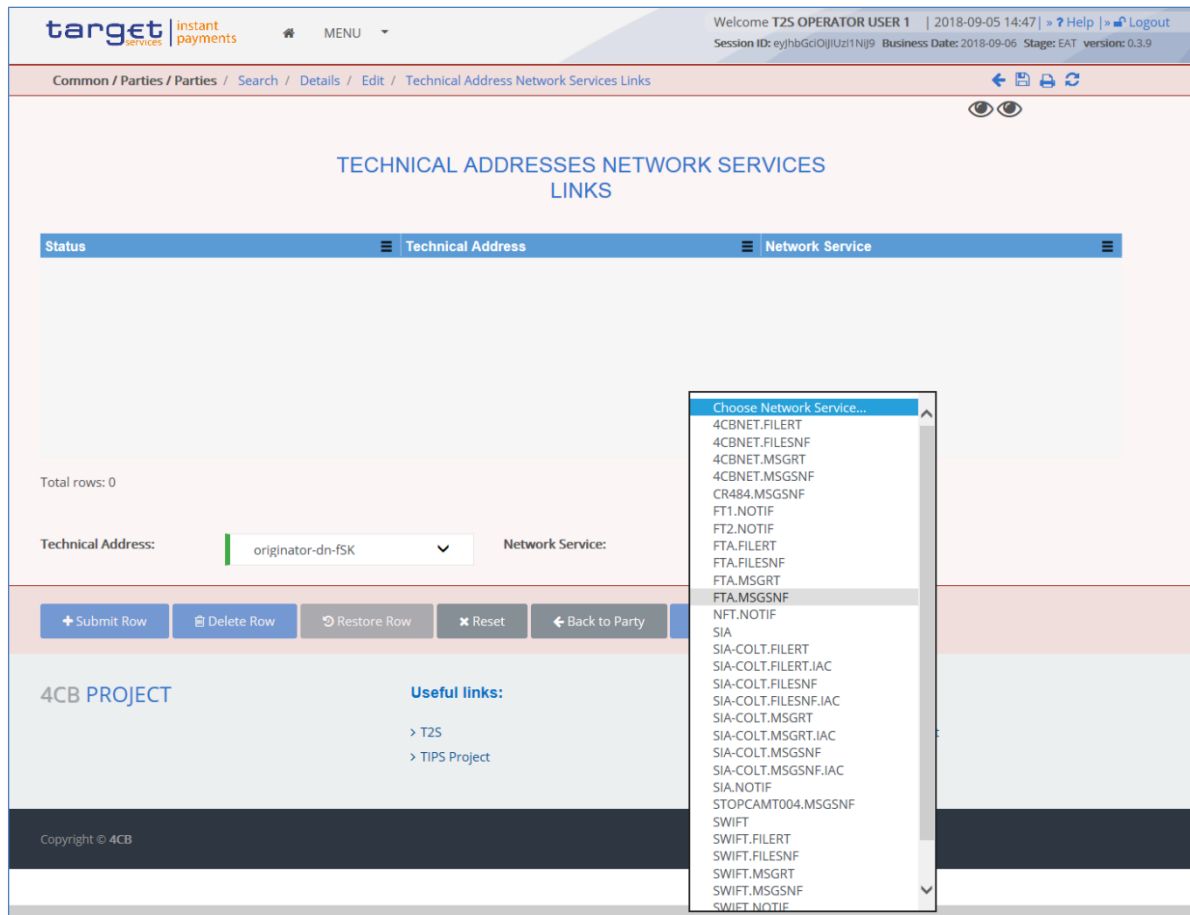 target services instant payments
MENU
Welcome T2S OPERATOR USER 1 | 2018-09-05 14:47| » ? Help |» Logout
Session ID: eyJhbGciOiJIUzI1NiJ9 Business Date: 2018-09-06 Stage: EAT version: 0.3.9
Common / Parties / Parties / Search / Details / Edit / Technical Address Network Services Links
TECHNICAL ADDRESSES NETWORK SERVICES
LINKS
Status Technical Address Network Service
Total rows: 0
Technical Address: originator-dn-fSK Network Service:
Choose Network Service...
4CBNET.FILERT
4CBNET.FILESNF
4CBNET.MSGRT
4CBNET.MSGSNF
CR484.MSGSNF
FT1.NOTIF
FT2.NOTIF
FTA.FILERT
FTA.FILESNF
FTA.MSGRT
FTA.MSGSNF
NFT.NOTIF
SIA
SIA-COLT.FILERT
SIA-COLT.FILERT.IAC
SIA-COLT.FILESNF
SIA-COLT.FILESNF.IAC
SIA-COLT.MSGRT
SIA-COLT.MSGRT.IAC
SIA-COLT.MSGSNF
SIA-COLT.MSGSNF.IAC
SIA.NOTIF
STOPCAMT004.MSGSNF
SWIFT
SWIFT.FILERT
SWIFT.FILESNF
SWIFT.MSGRT
SWIFT.MSGSNF
SWIFT.NOTIF
Submit Row Delete Row Restore Row Reset Back to Party
4CB PROJECT
Useful links:
> T2S
> TIPS Project
Copyright © 4CB